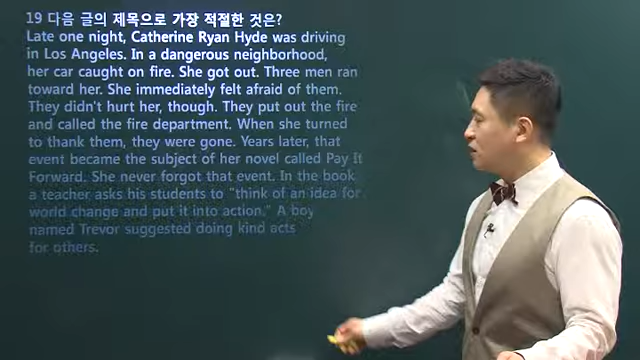 19 다음 글의 제목으로 가장 적절한 것은?
Late one night, Catherine Ryan Hyde was driving
in Los Angeles. In a dangerous neighborhood,
her car caught on fire. She got out. Three men ran
toward her. She immediately felt afraid of them.
They didn't hurt her, though. They put out the fire
and called the fire department. When she turned
to thank them, they were gone. Years later, that
event became the subject of her novel called Pay It
Forward. She never forgot that event. In the book
a teacher asks his students to "think of an idea for
world change and put it into action." A boy
named Trevor suggested doing kind acts
for others.